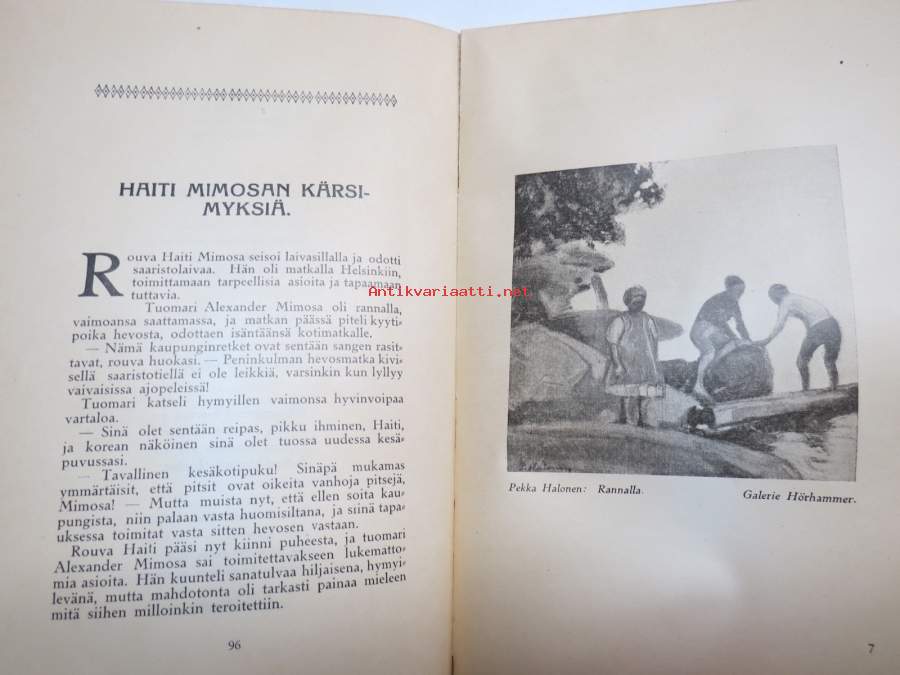 HAITI MIMOSAN KÄRSI-
MYKSIÄ.
Rouva Haiti Mimosa seisoi laivasillalla ja odotti
saaristolaivaa. Hän oli matkalla Helsinkiin,
toimittamaan tarpeellisia asioita ja tapaamaan
tuttavia.
Tuomari Alexander Mimosa oli rannalla,
vaimoansa saattamassa, ja matkan päässä piteli kyyti-
poika hevosta, odottaen isäntäänsä kotimatkalle.
— Nämä kaupunginretket ovat sentään sangen rasit-
tavat, rouva huokasi. — Peninkulman hevosmatka kivi-
sellä saaristotiellä ei ole leikkiä, varsinkin kun lyllyy
vaivaisissa ajopeleissä!
Tuomari katseli hymyillen vaimonsa hyvinvoipaa
vartaloa.
— Sinä olet sentään reipas, pikku ihminen, Haiti,
ja korean näköinen sinä olet tuossa uudessa kesä-
puvussasi.
— Tavallinen kesäkotipuku! Sinäpä mukamas
ymmärtäisit, että pitsit ovat oikeita vanhoja pitsejä,
Mimosa! — Mutta muista nyt, että ellen soita kau-
pungista, niin palaan vasta huomisiltana, ja siinä tapa-
uksessa toimitat vasta sitten hevosen vastaan.
Rouva Haiti pääsi nyt kiinni puheesta, ja tuomari
Alexander Mimosa sai toimitettavakseen lukematto-
mia asioita. Hän kuunteli sanatulvaa hiljaisena, hymyi-
levänä, mutta mahdotonta oli tarkasti painaa mieleen
mitä siihen milloinkin teroitettiin.
96
Antikvariaatti.net
Pekka Halonen: Rannalla.
Galerie Hörhammer.
7